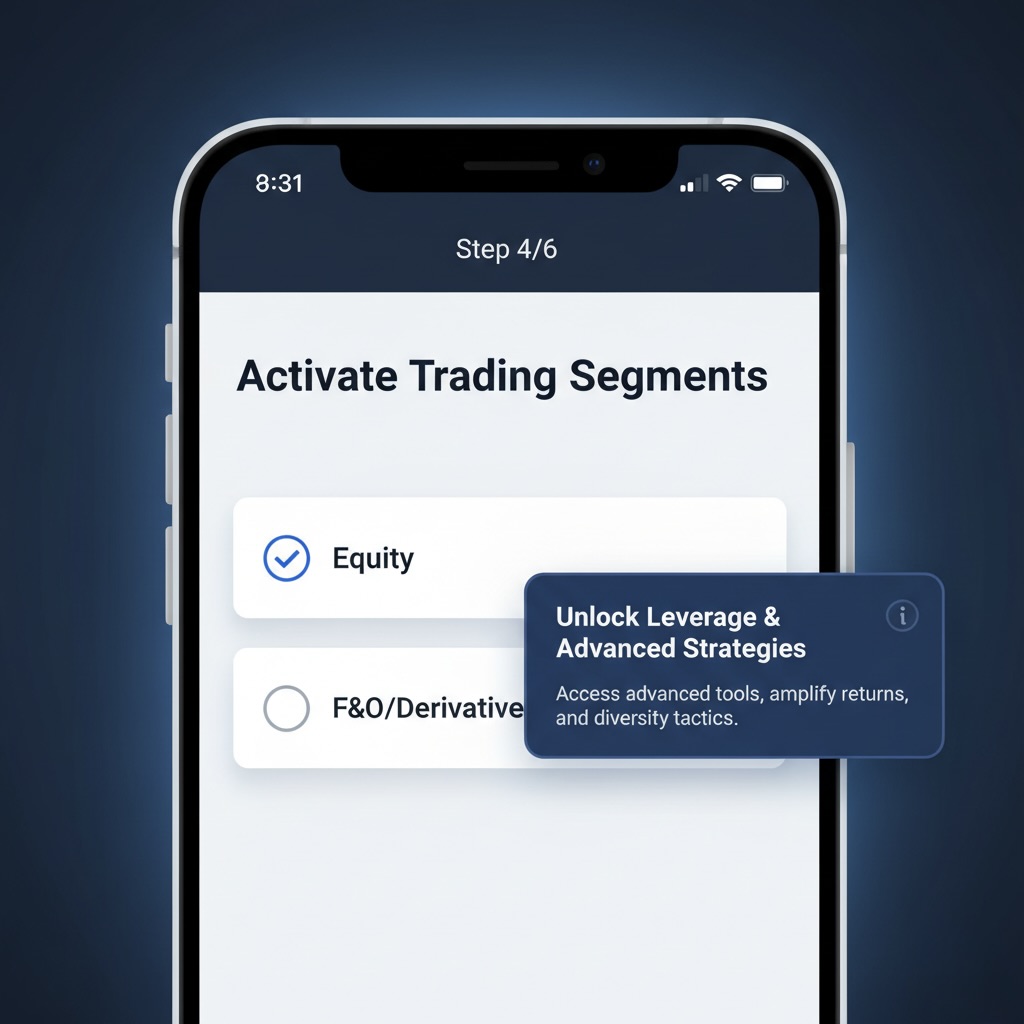 8:31
Step 4/6
Activate Trading Segments
Equity
Unlock Leverage &
Advanced Strategies
Access advanced tools, amplify returns,
and diversity tactics.
F&O/Derivative